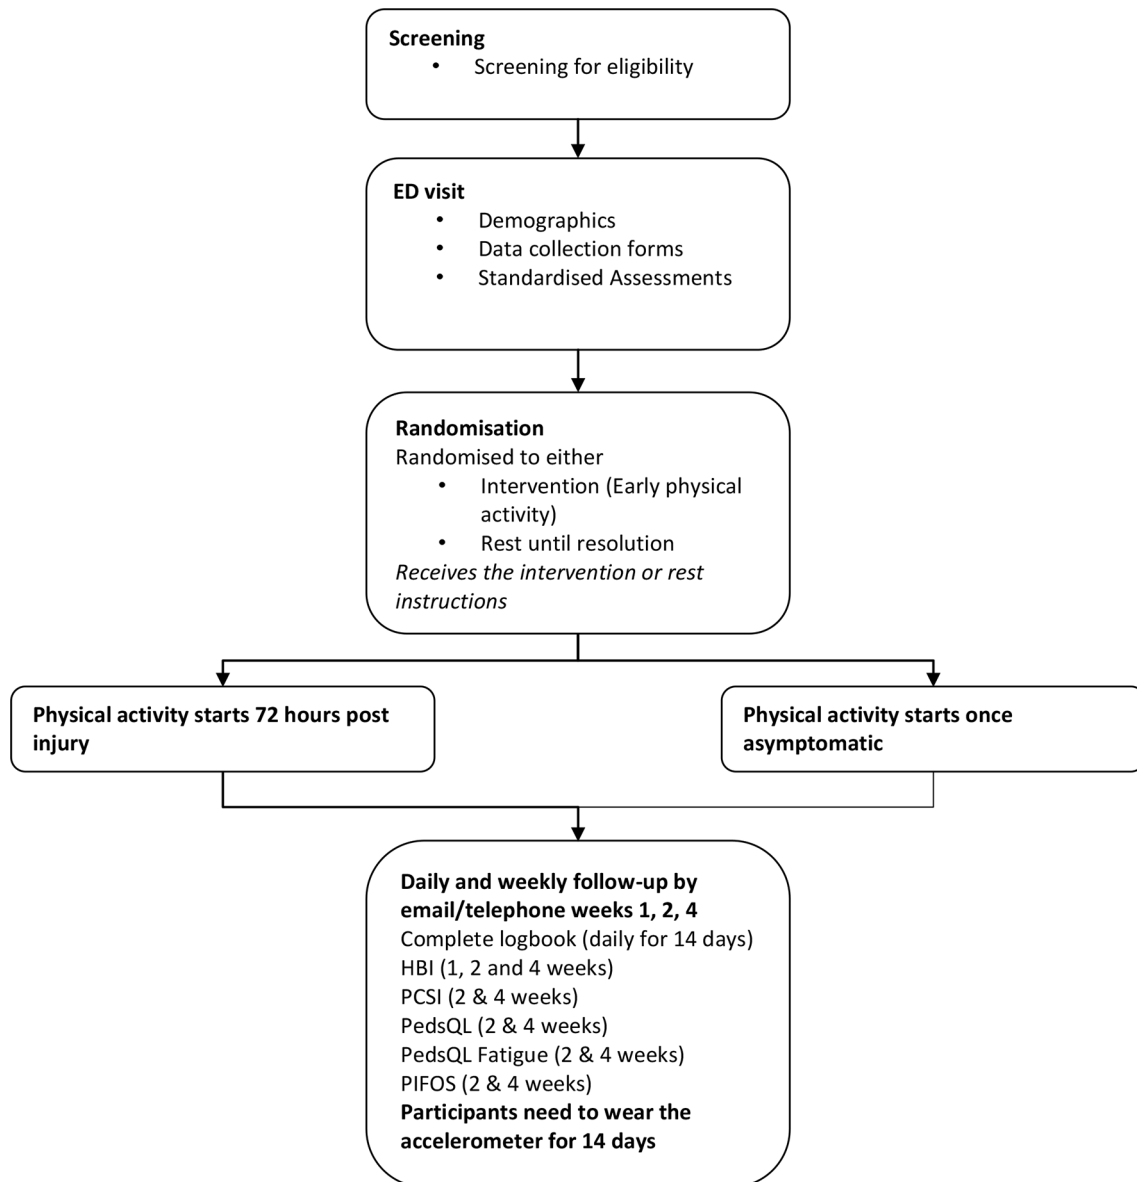 Screening
• Screening for eligibility
ED visit
• Demographics
• Data collection forms
• Standardised Assessments
Randomisation
Randomised to either
• Intervention (Early physical
activity)
• Rest until resolution
Receives the intervention or rest
instructions
Physical activity starts 72 hours post
injury
Physical activity starts once
asymptomatic
Daily and weekly follow-up by
email/telephone weeks 1, 2, 4
Complete logbook (daily for 14 days)
HBI (1, 2 and 4 weeks)
PCSI (2 & 4 weeks)
PedsQL (2 & 4 weeks)
PedsQL Fatigue (2 & 4 weeks)
PIFOS (2 & 4 weeks)
Participants need to wear the
accelerometer for 14 days